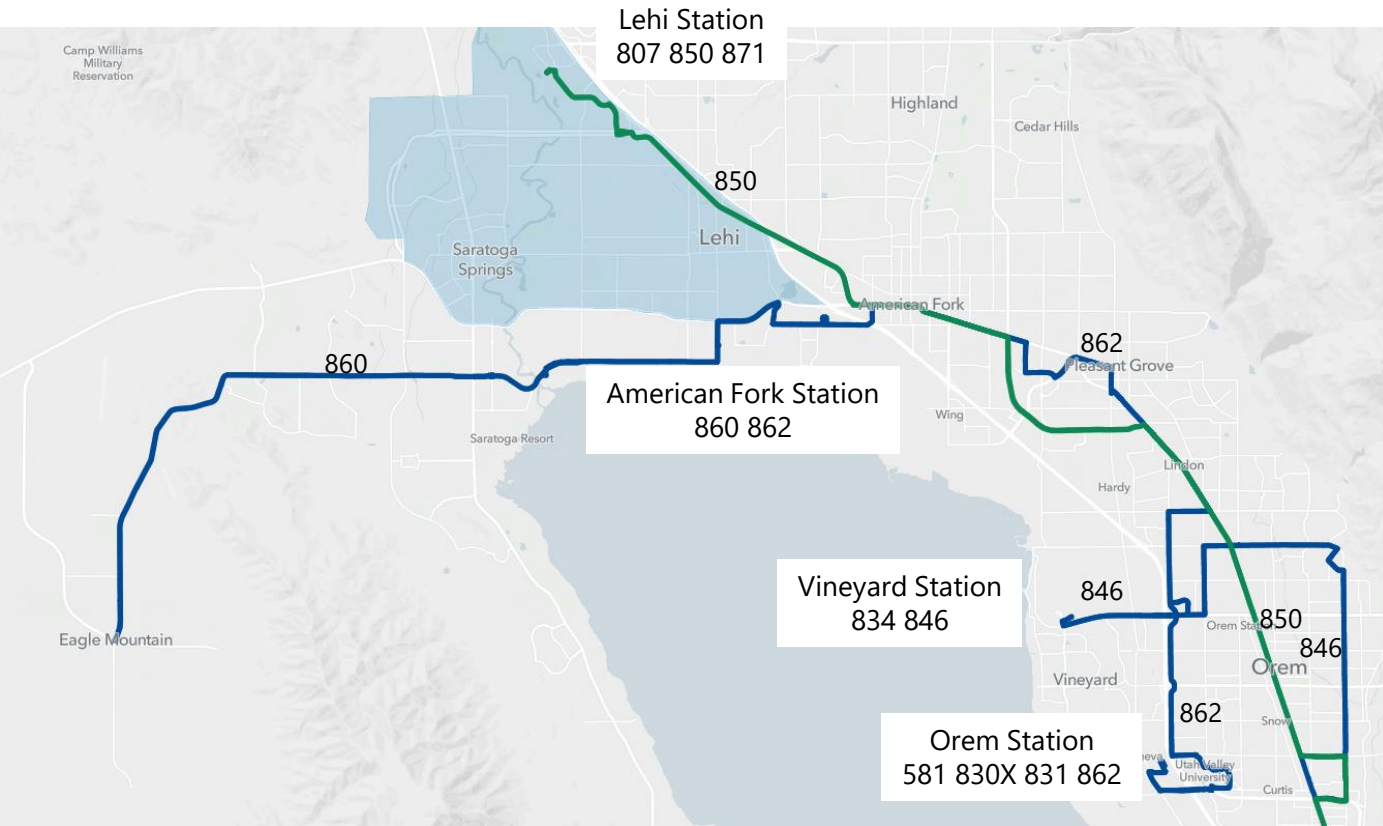 Lehi Station
807 850 871
Camp Williams
Military
Reservation
Highland
Cedar Hills
850
Lehi
Saratoga
Springs
American Fork
862
Pleasant Grove
860
American Fork Station
860 862
Wing
Saratoga Resort
Lindon
Hardy
Vineyard Station
834 846
846
Orem Station
850
846
Eagle Mountain
Orem
Vineyard
862
Snow
Orem Station
581 830X 831 862
neva
Utah Valley
University
Curtis